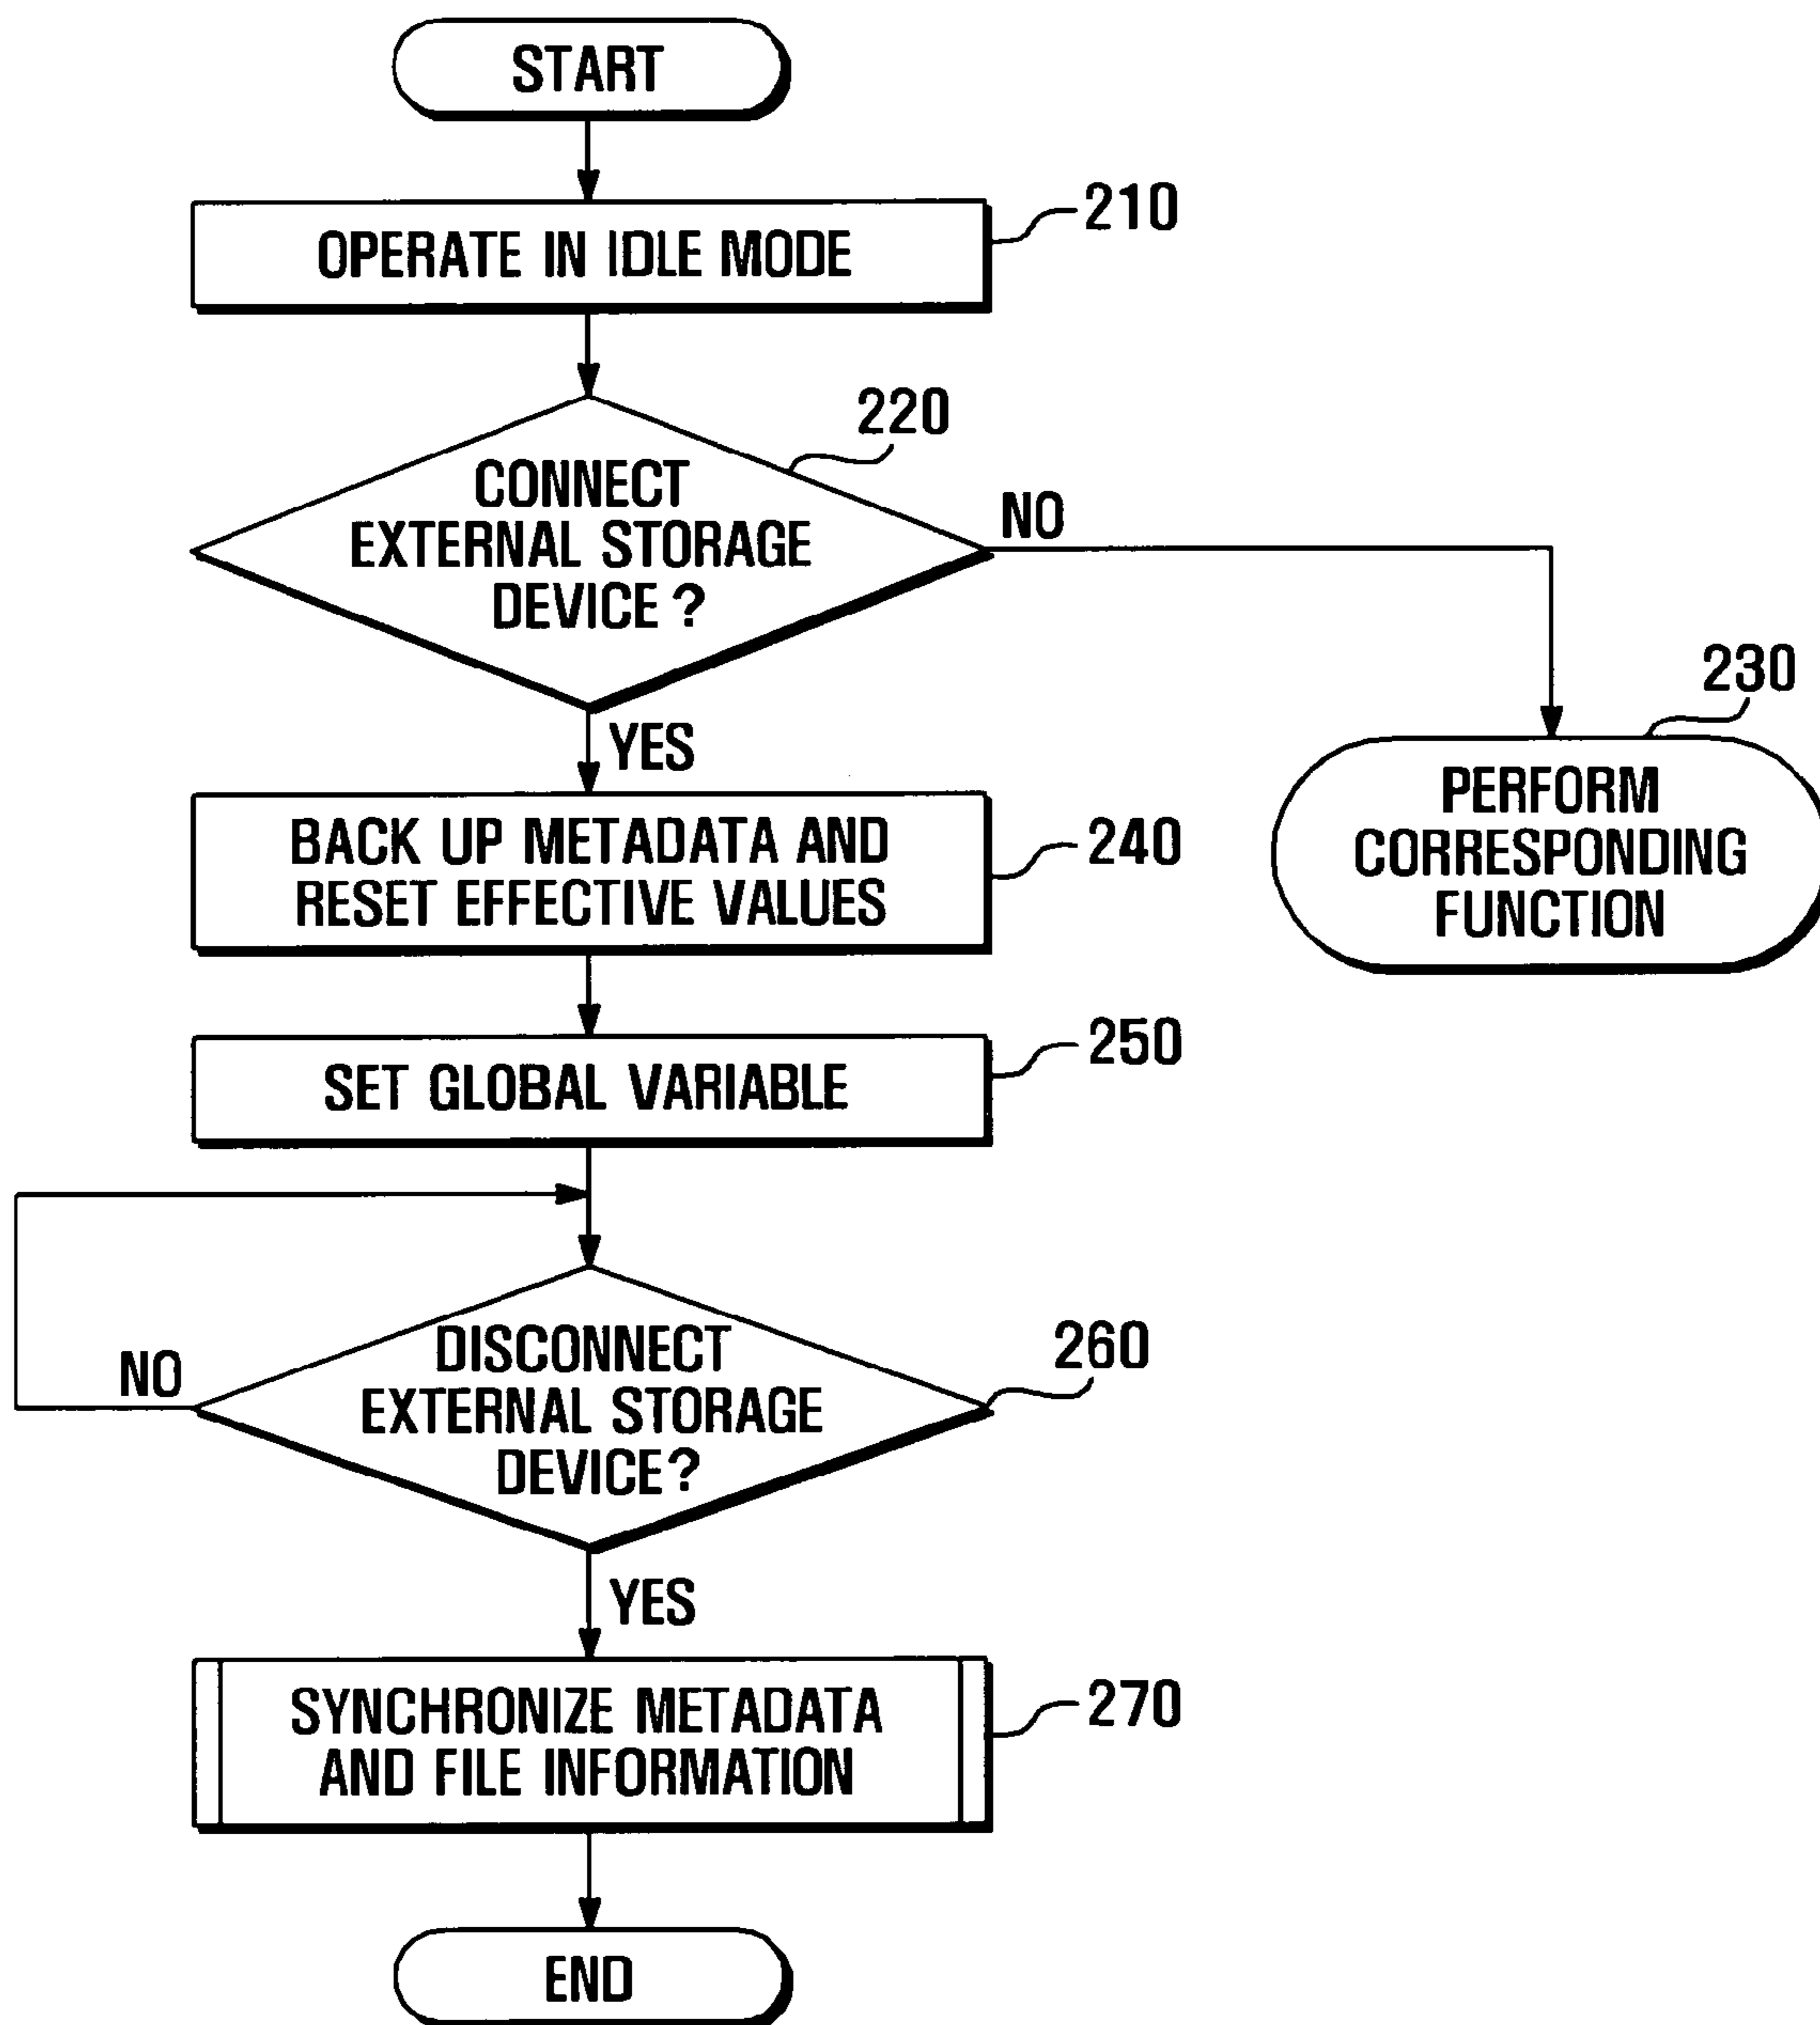 START
OPERATE IN IDLE MODE
210
220
CONNECT
EXTERNAL STORAGE
DEVICE ?
NO
YES
230
PERFORM
CORRESPONDING
FUNCTION
BACK UP METADATA AND
RESET EFFECTIVE VALUES
240
SET GLOBAL VARIABLE
250
DISCONNECT
EXTERNAL STORAGE
DEVICE?
260
NO
YES
SYNCHRONIZE METADATA
AND FILE INFORMATION
270
END